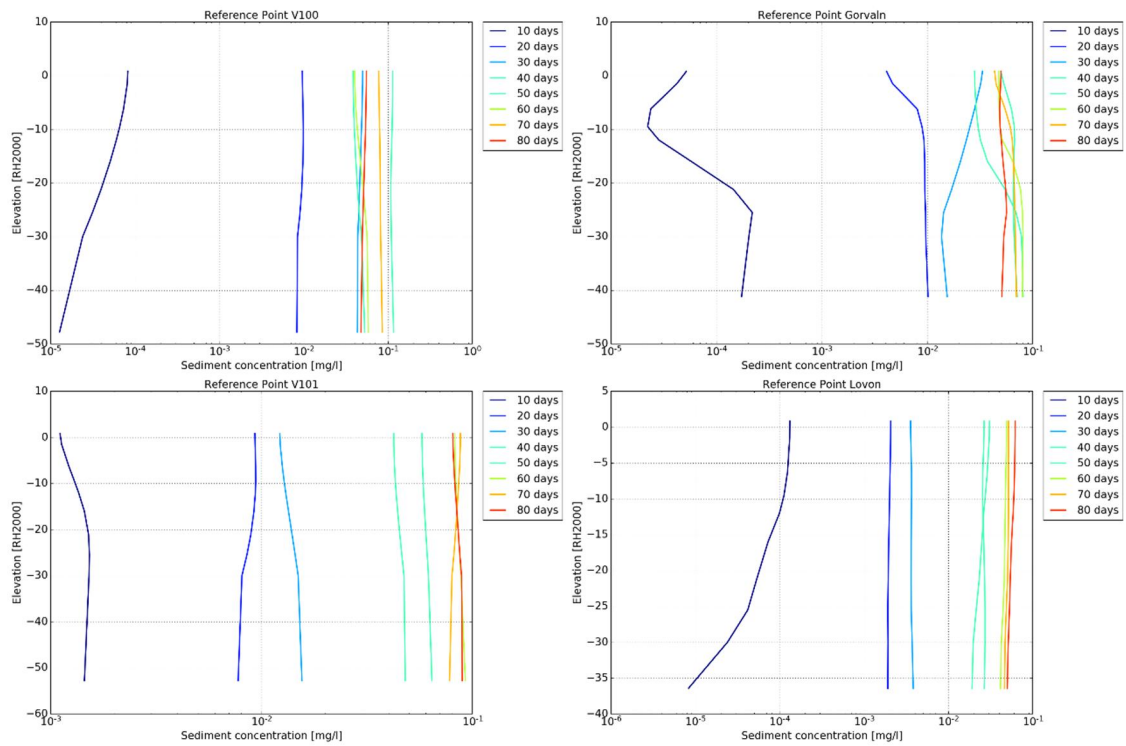 Reference Point V100
10
0
−10
−20
−30
−40
−50
Elevation [RH2000]
10⁻⁵ 10⁻⁴ 10⁻³ 10⁻² 10⁻¹ 10⁰
Sediment concentration [mg/l]
10 days
20 days
30 days
40 days
50 days
60 days
70 days
80 days
Reference Point Gorvaln
10
0
−10
−20
−30
−40
−50
Elevation [RH2000]
10⁻⁵ 10⁻⁴ 10⁻³ 10⁻² 10⁻¹
Sediment concentration [mg/l]
10 days
20 days
30 days
40 days
50 days
60 days
70 days
80 days
Reference Point V101
10
0
−10
−20
−30
−40
−50
−60
Elevation [RH2000]
10⁻³ 10⁻² 10⁻¹
Sediment concentration [mg/l]
10 days
20 days
30 days
40 days
50 days
60 days
70 days
80 days
Reference Point Lovon
5
0
−5
−10
−15
−20
−25
−30
−35
−40
Elevation [RH2000]
10⁻⁶ 10⁻⁵ 10⁻⁴ 10⁻³ 10⁻² 10⁻¹
Sediment concentration [mg/l]
10 days
20 days
30 days
40 days
50 days
60 days
70 days
80 days